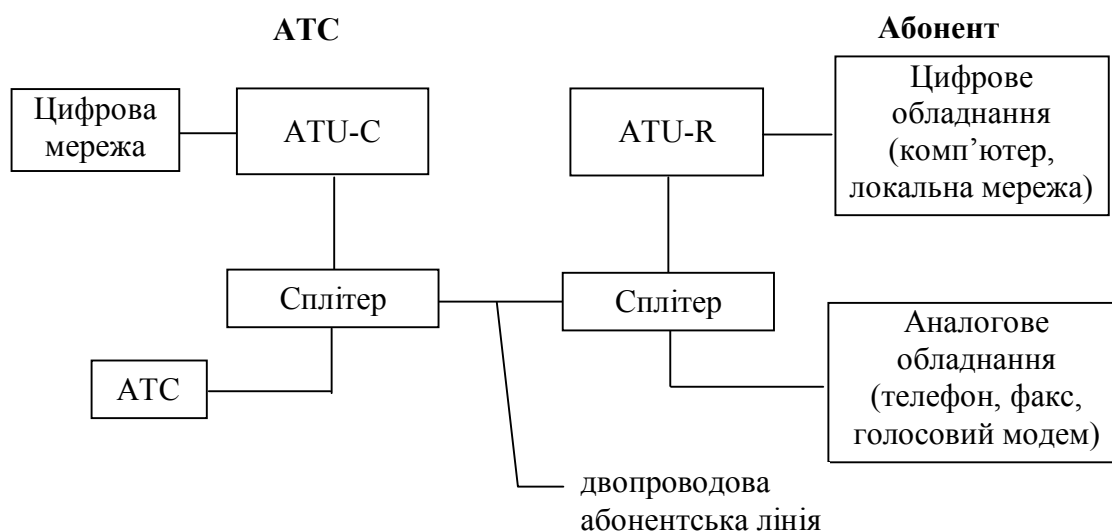 АТС
Абонент
Цифрова
мережа
ATU-C
ATU-R
Цифрове
обладнання
(комп’ютер,
локальна мережа)
Сплітер
Сплітер
АТС
Аналогове
обладнання
(телефон, факс,
голосовий модем)
двопроводова
абонентська лінія